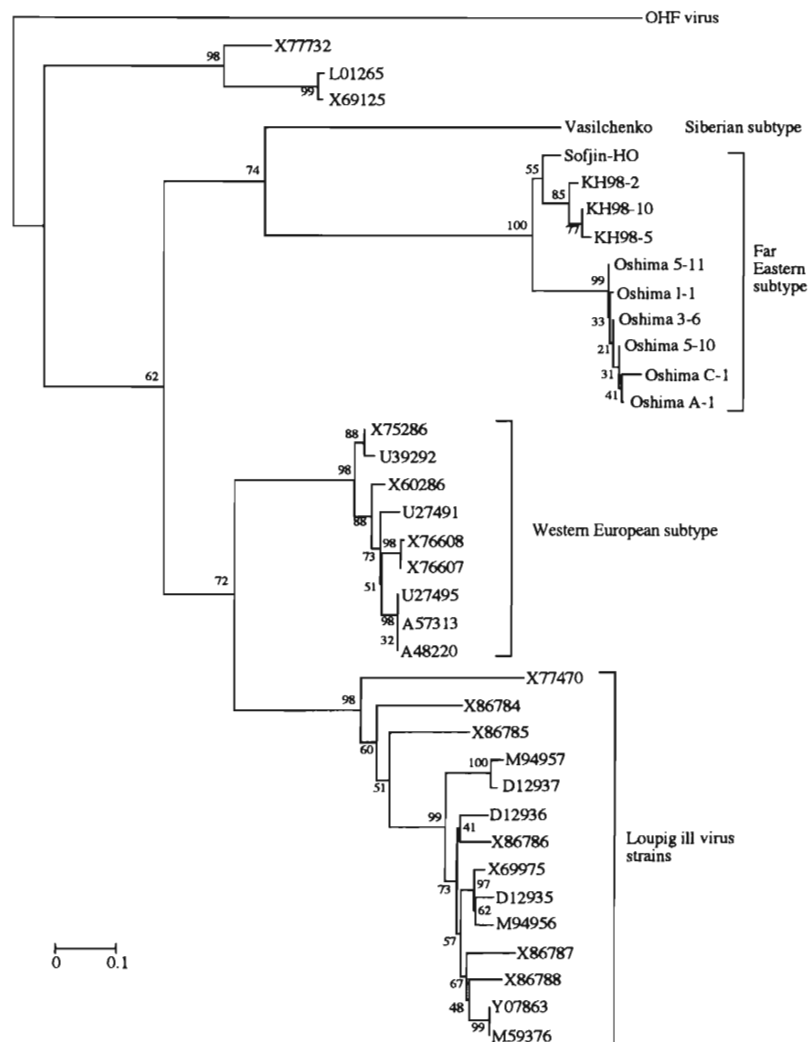 OHF virus
98
X77732
L01265
99
X69125
Vasilchenko Siberian subtype
74
55
Sofjin-HO
85
KH98-2
KH98-10
77
KH98-5
100
Far
Eastern
subtype
99
Oshima 5-11
Oshima 1-1
33
Oshima 3-6
21
Oshima 5-10
31
Oshima C-1
41
Oshima A-1
62
88
X75286
U39292
98
X60286
88
U27491
98
X76608
73
X76607
51
U27495
98
A57313
32
A48220
Western European subtype
72
98
X77470
X86784
60
X86785
51
100
M94957
D12937
99
D12936
41
X86786
73
X69975
97
D12935
62
M94956
57
X86787
67
X86788
48
Y07863
99
M59376
Loupig ill virus
strains
0 0.1